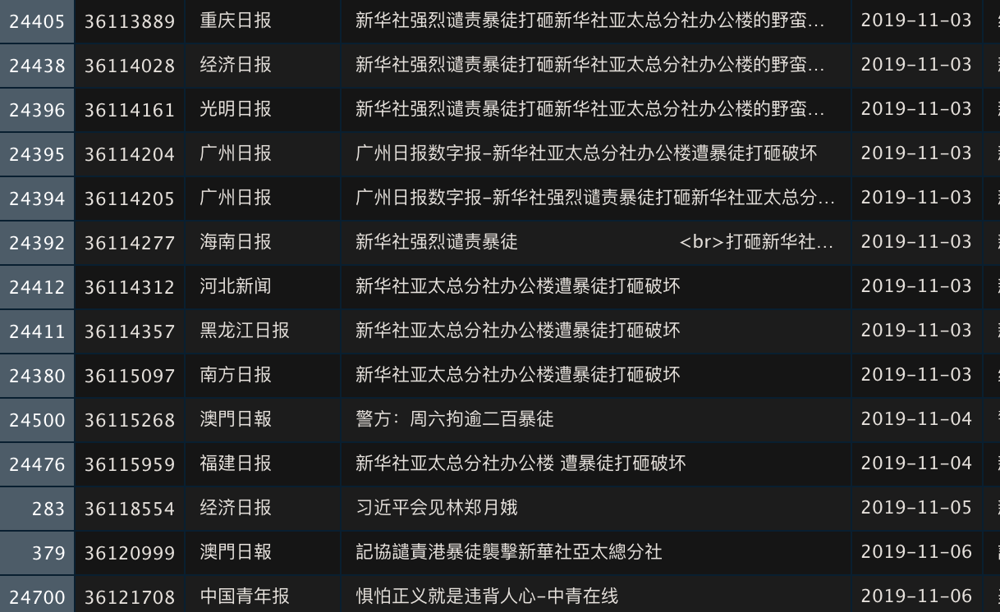 24405 36113889 重庆日报 新华社强烈谴责暴徒打砸新华社亚太总分社办公楼的野蛮… 2019-11-03
24438 36114028 经济日报 新华社强烈谴责暴徒打砸新华社亚太总分社办公楼的野蛮… 2019-11-03
24396 36114161 光明日报 新华社强烈谴责暴徒打砸新华社亚太总分社办公楼的野蛮… 2019-11-03
24395 36114204 广州日报 广州日报数字报-新华社亚太总分社办公楼遭暴徒打砸破坏 2019-11-03
24394 36114205 广州日报 广州日报数字报-新华社强烈谴责暴徒打砸新华社亚太总分… 2019-11-03
24392 36114277 海南日报 新华社强烈谴责暴徒 <br>打砸新华社… 2019-11-03
24412 36114312 河北新闻 新华社亚太总分社办公楼遭暴徒打砸破坏 2019-11-03
24411 36114357 黑龙江日报 新华社亚太总分社办公楼遭暴徒打砸破坏 2019-11-03
24380 36115097 南方日报 新华社亚太总分社办公楼遭暴徒打砸破坏 2019-11-03
24500 36115268 澳門日報 警方：周六拘逾二百暴徒 2019-11-04
24476 36115959 福建日报 新华社亚太总分社办公楼 遭暴徒打砸破坏 2019-11-04
283 36118554 经济日报 习近平会见林郑月娥 2019-11-05
379 36120999 澳門日報 記協譴責港暴徒襲擊新華社亞太總分社 2019-11-06
24700 36121708 中国青年报 惧怕正义就是违背人心-中青在线 2019-11-06